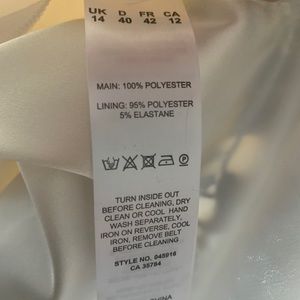 UK D FR CA
14 40 42 12
MAIN: 100% POLYESTER
LINING: 95% POLYESTER
5% ELASTANE
TURN INSIDE OUT
BEFORE CLEANING, DRY
CLEAN OR COOL HAND
WASH SEPARATELY,
IRON ON REVERSE, COOL
IRON, REMOVE BELT
BEFORE CLEANING
STYLE NO. 045916
CA 35784
CHINA